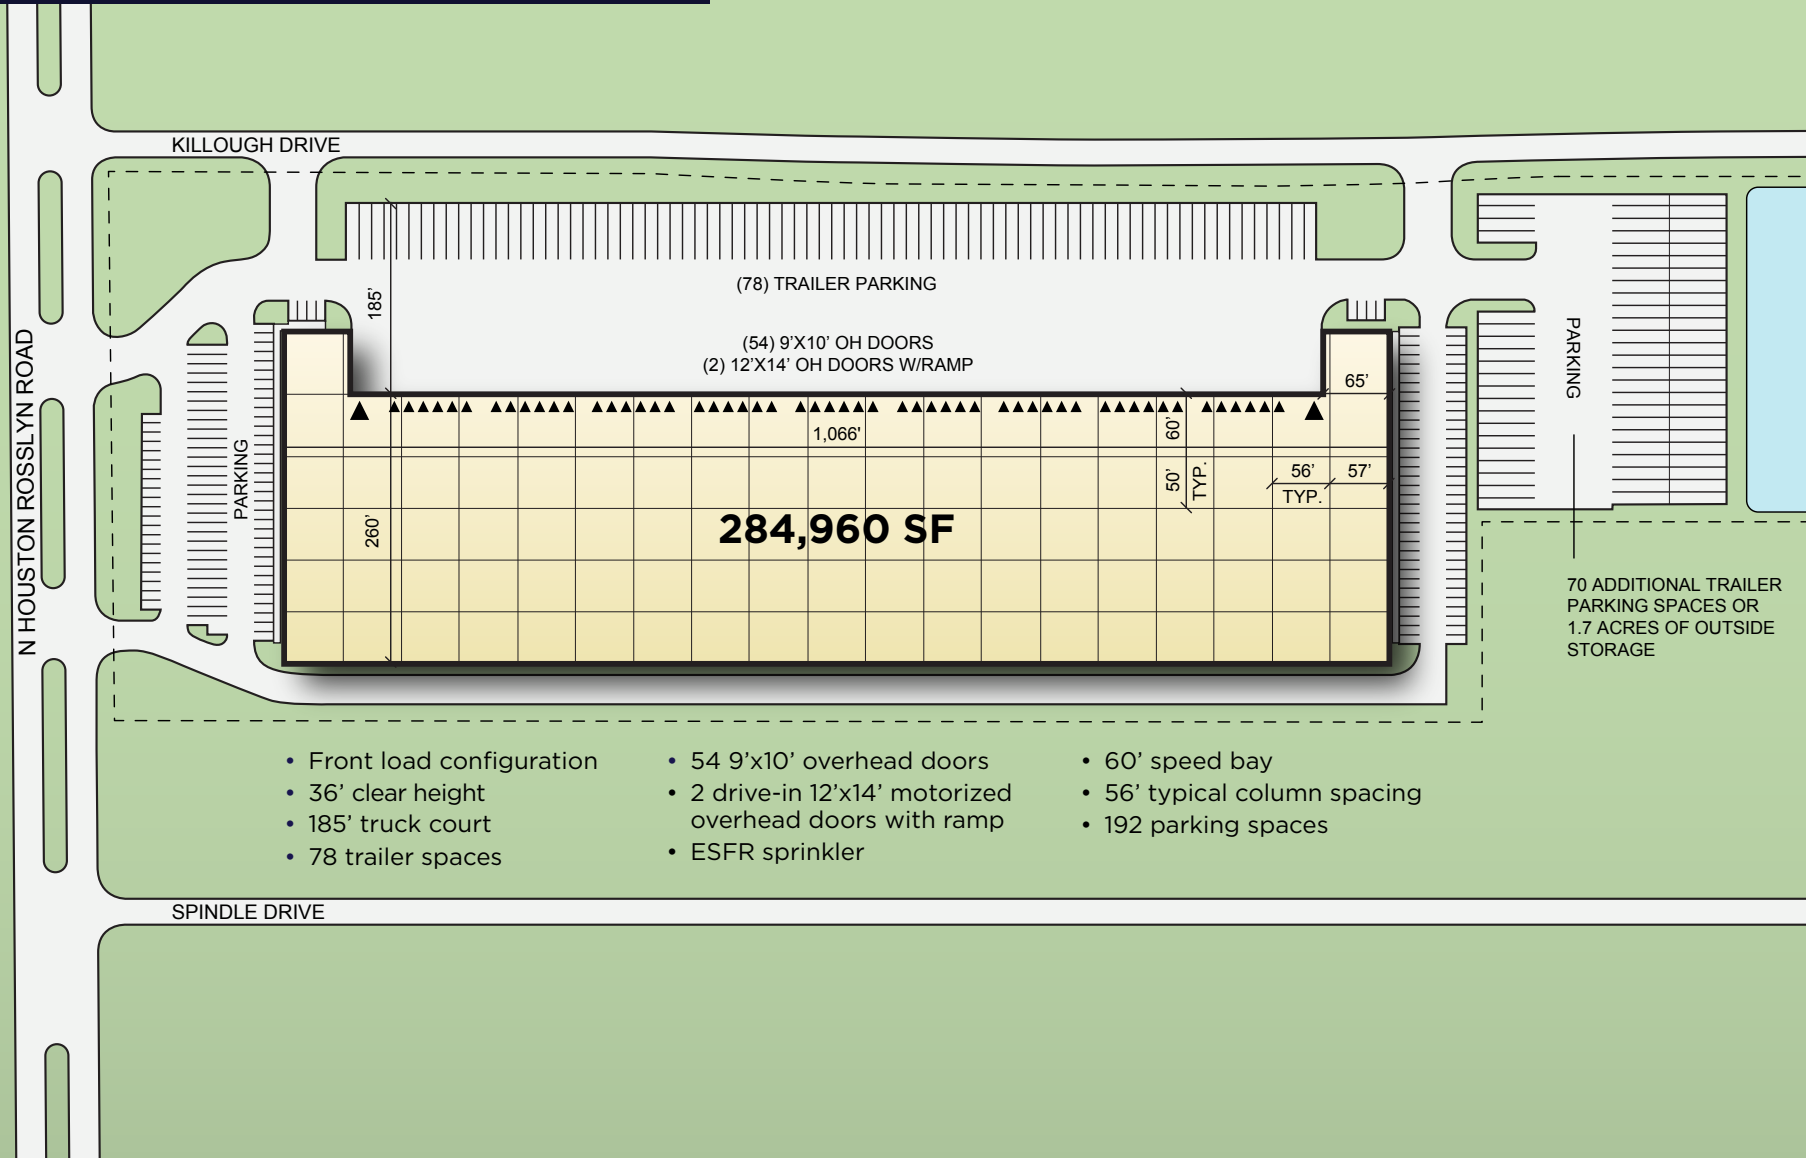 KILLOUGH DRIVE
N HOUSTON ROSSLYN ROAD
185’
(78) TRAILER PARKING
(54) 9’X10’ OH DOORS
(2) 12’X14’ OH DOORS W/RAMP
PARKING
PARKING
65’
1,066'
60’
50’
TYP.
56’
57’
TYP.
260’
284,960 SF
70 ADDITIONAL TRAILER
PARKING SPACES OR
1.7 ACRES OF OUTSIDE
STORAGE
• Front load configuration
• 36’ clear height
• 185’ truck court
• 78 trailer spaces
• 54 9’x10’ overhead doors
• 2 drive-in 12’x14’ motorized
overhead doors with ramp
• ESFR sprinkler
• 60’ speed bay
• 56’ typical column spacing
• 192 parking spaces
SPINDLE DRIVE